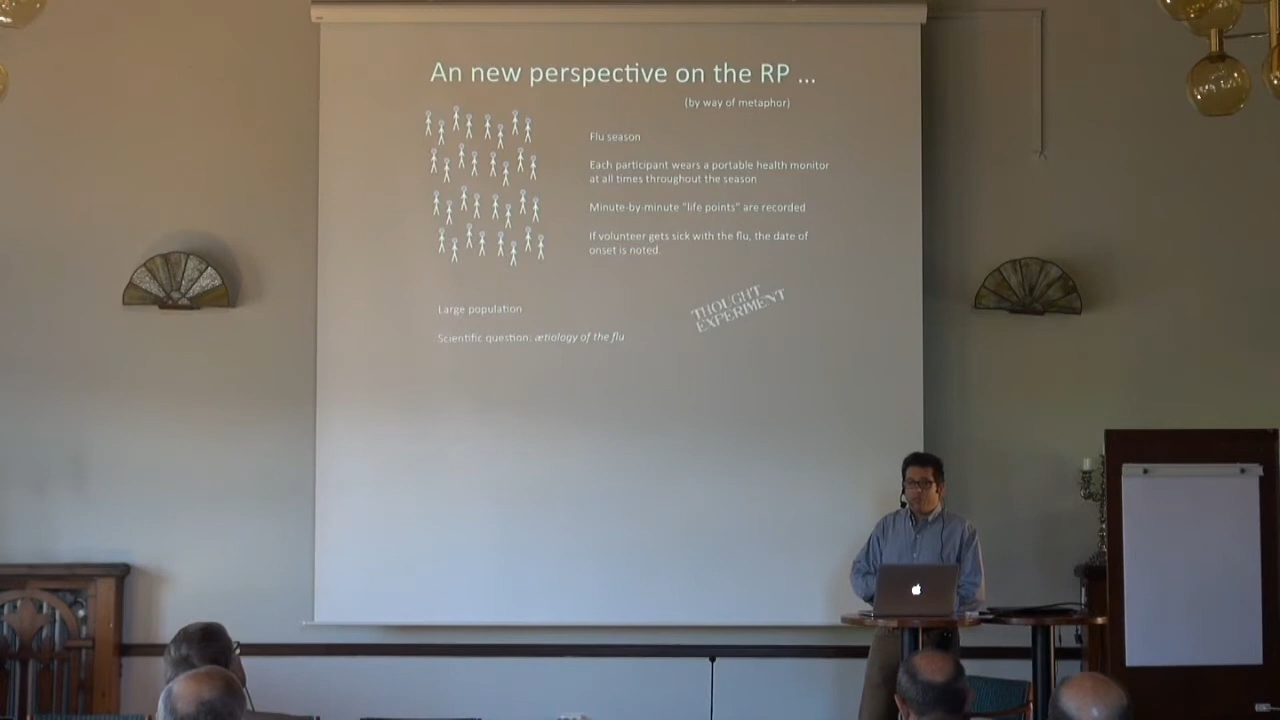 An new perspective on the RP ...
(by way of metaphor)
Flu season
Each participant wears a portable health monitor
at all times throughout the season
Minute-by-minute "life points" are recorded
If volunteer gets sick with the flu, the date of
onset is noted.
THOUGHT
EXPERIMENT
Large population
Scientific question: ætiology of the flu